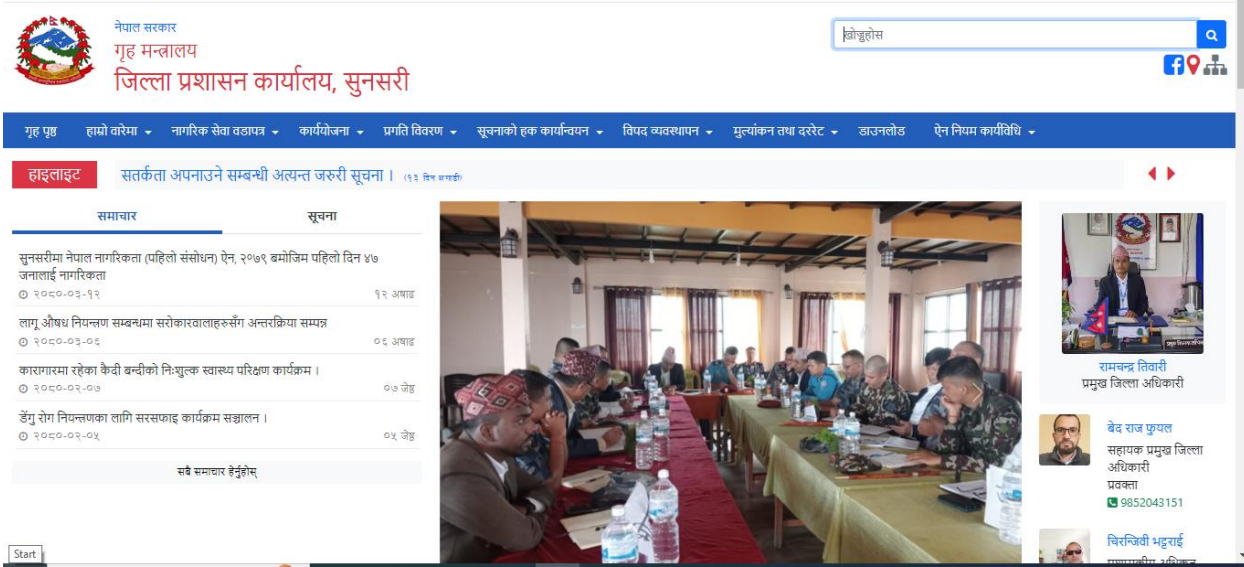 नेपाल सरकार
गृह मन्त्रालय
जिल्ला प्रशासन कार्यालय, सुनसरी
खोज्नुहोस
गृह पृष्ठ हाम्रो वारेमा नागरिक सेवा वडापत्र कार्ययोजना प्रगति विवरण सूचनाको हक कार्यान्वयन विपद व्यवस्थापन मुल्यांकन तथा दररेट डाउनलोड ऐन नियम कार्यविधि
हाइलाइट सतर्कता अपनाउने सम्बन्धी अत्यन्त जरुरी सूचना । (१३ दिन अगाडी)
समाचार सूचना
सुनसरीमा नेपाल नागरिकता (पहिलो संसोधन) ऐन, २०७९ बमोजिम पहिलो दिन ४७
जनालाई नागरिकता
२०८०-०३-१२ १२ अषाढ
लागू औषध नियन्त्रण सम्बन्धमा सरोकारवालाहरुसँग अन्तरक्रिया सम्पन्न
२०८०-०३-०६ ०६ अषाढ
कारागारमा रहेका कैदी बन्दीको निःशुल्क स्वास्थ्य परिक्षण कार्यक्रम ।
२०८०-०२-०७ ०७ जेष्ठ
डेंगु रोग नियन्त्रणका लागि सरसफाइ कार्यक्रम सञ्चालन ।
२०८०-०२-०५ ०५ जेष्ठ
सबै समाचार हेर्नुहोस्
रामचन्द्र तिवारी
प्रमुख जिल्ला अधिकारी
बेद राज फुयल
सहायक प्रमुख जिल्ला
अधिकारी
प्रवक्ता
9852043151
चिरन्जिवी भट्टराई
Start